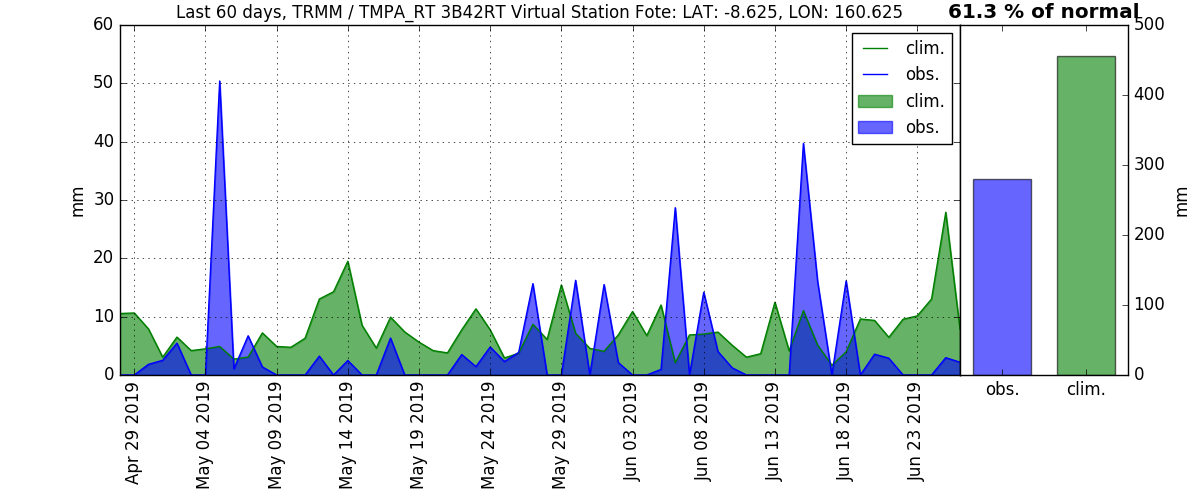 Last 60 days, TRMM / TMPA_RT 3B42RT Virtual Station Fote: LAT: -8.625, LON: 160.625
61.3 % of normal
60
50
40
30
20
10
0
mm
clim.
obs.
clim.
obs.
500
400
300
200
100
0
mm
Apr 29 2019
May 04 2019
May 09 2019
May 14 2019
May 19 2019
May 24 2019
May 29 2019
Jun 03 2019
Jun 08 2019
Jun 13 2019
Jun 18 2019
Jun 23 2019
obs.
clim.